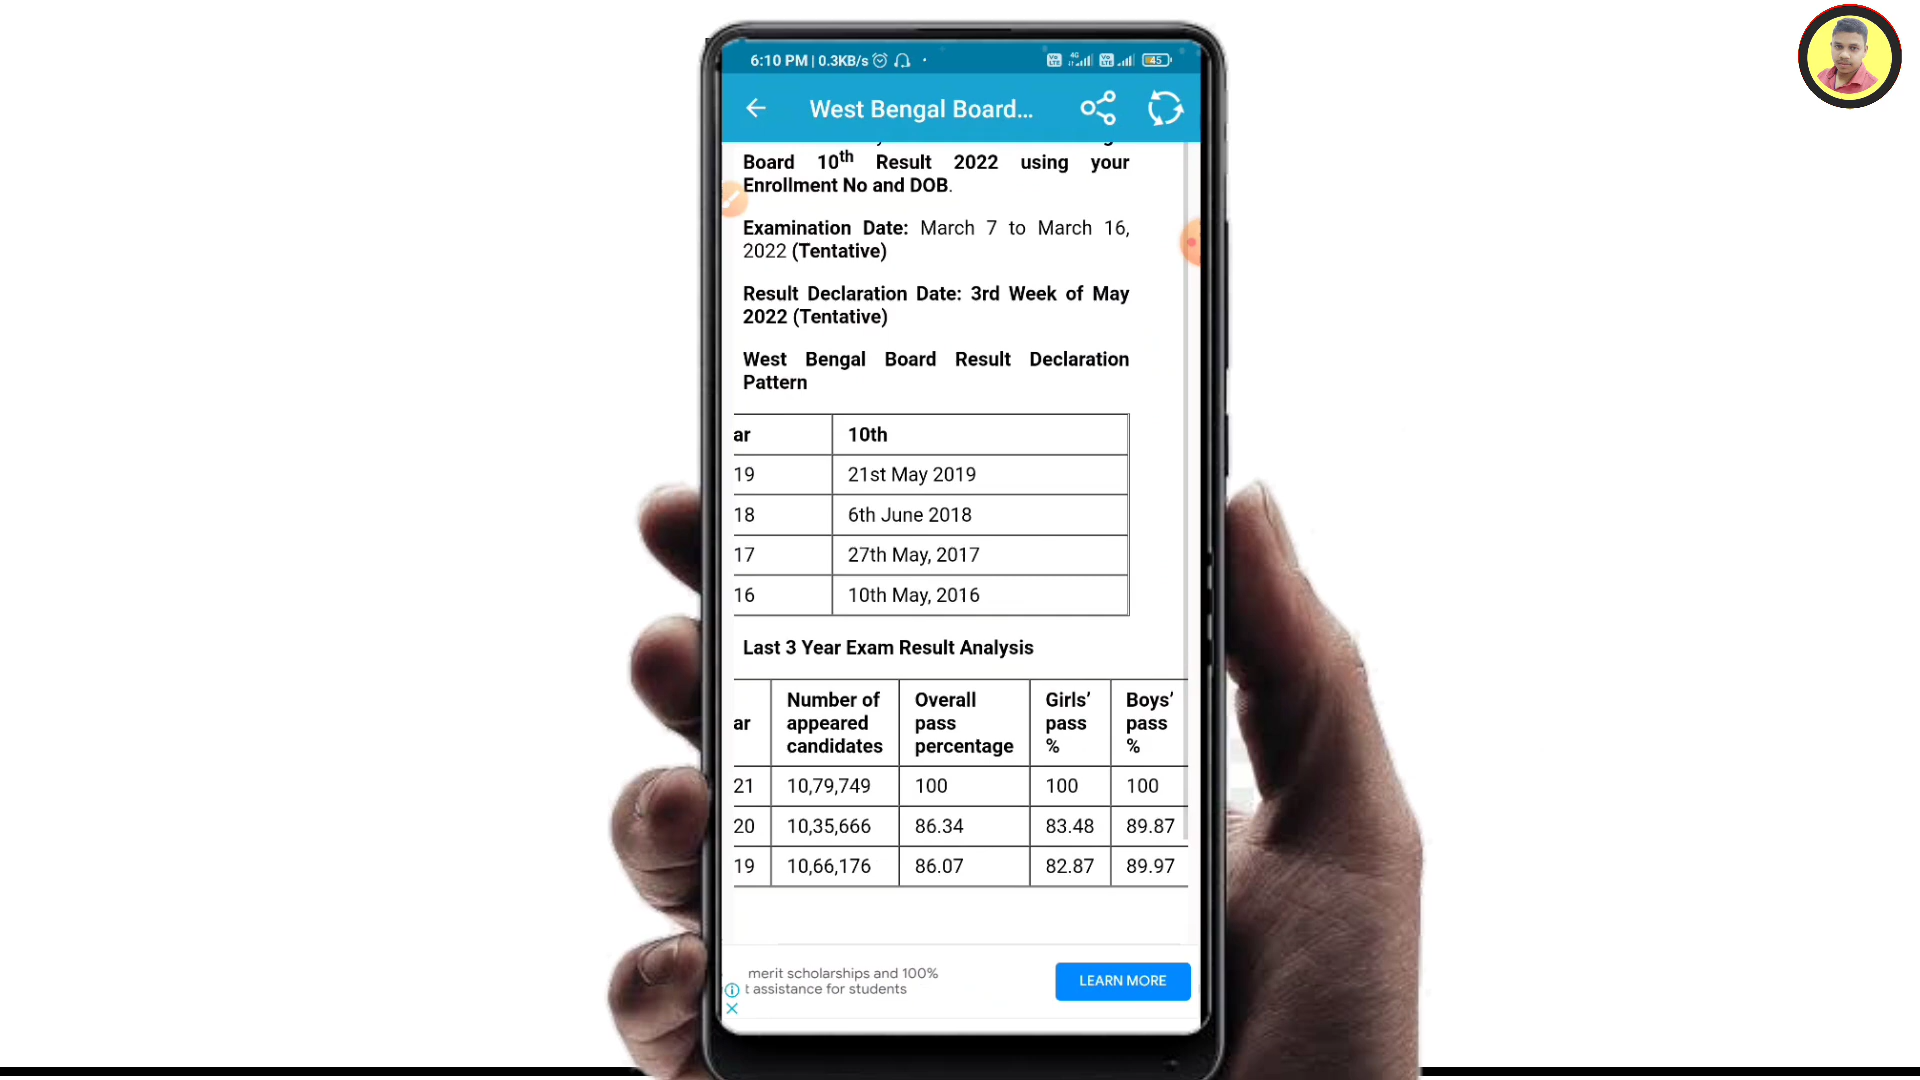 6:10 PM | 0.3KB/s
4G
45
West Bengal Board...
Board 10th Result 2022 using your
Enrollment No and DOB.
Examination Date: March 7 to March 16,
2022 (Tentative)
Result Declaration Date: 3rd Week of May
2022 (Tentative)
West Bengal Board Result Declaration
Pattern
ar 10th
19 21st May 2019
18 6th June 2018
17 27th May, 2017
16 10th May, 2016
Last 3 Year Exam Result Analysis
ar Number of appeared candidates Overall pass percentage Girls’ pass % Boys’ pass %
21 10,79,749 100 100 100
20 10,35,666 86.34 83.48 89.87
19 10,66,176 86.07 82.87 89.97
merit scholarships and 100%
t assistance for students
LEARN MORE